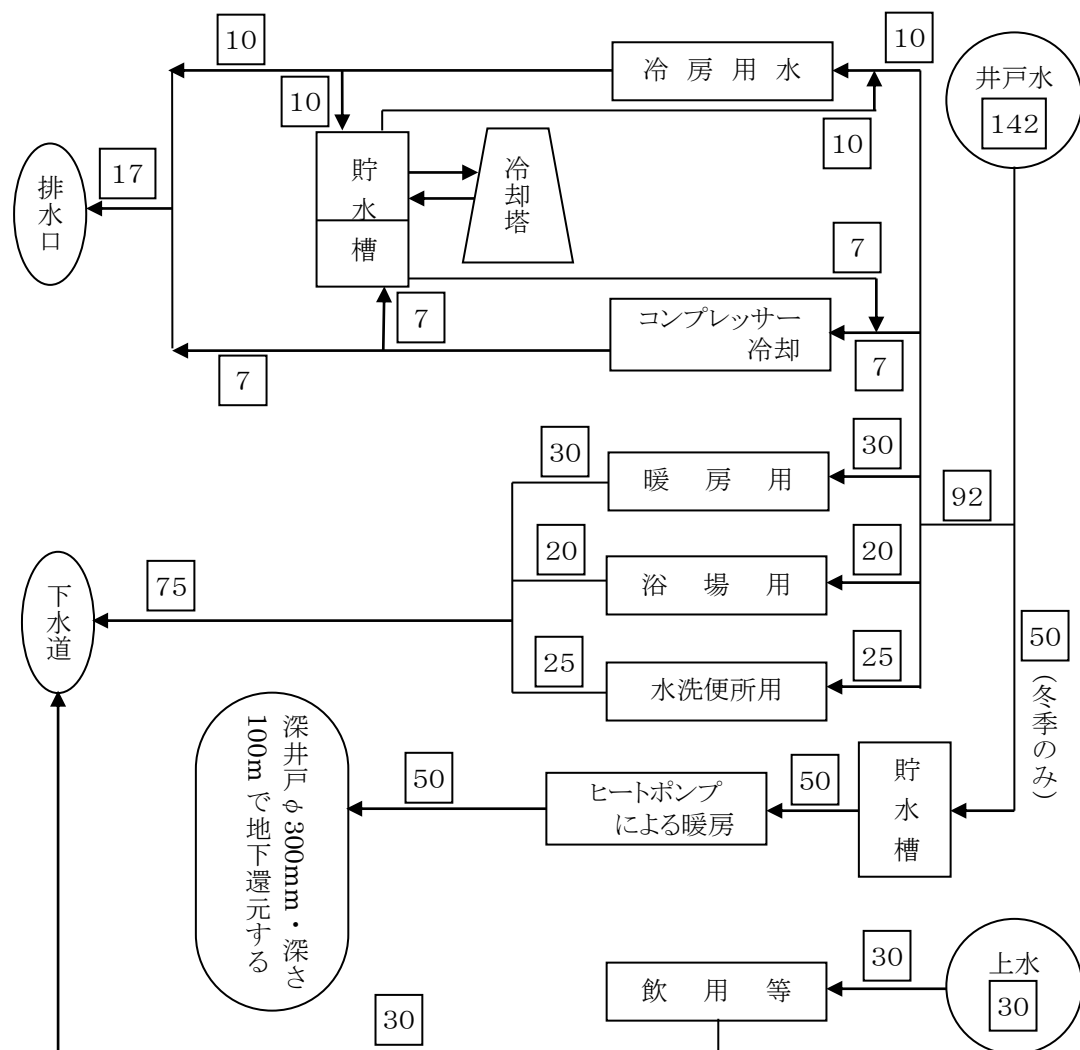 10
10
冷房用水
井戸水
142
10
10
貯水槽
冷却塔
排水口
17
7
7
コンプレッサー
冷却
7
7
30
暖房用
30
92
20
浴場用
20
下水道
75
25
水洗便所用
25
50
(冬季のみ)
深井戸φ300mm・深さ
100mで地下還元する
50
ヒートポンプ
による暖房
50
貯水槽
30
飲用等
30
上水
30